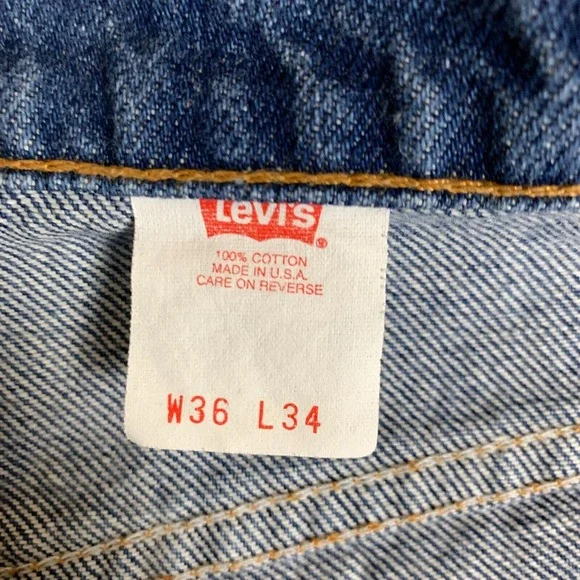 Levi's
®
100% COTTON
MADE IN U.S.A.
CARE ON REVERSE
W36 L34